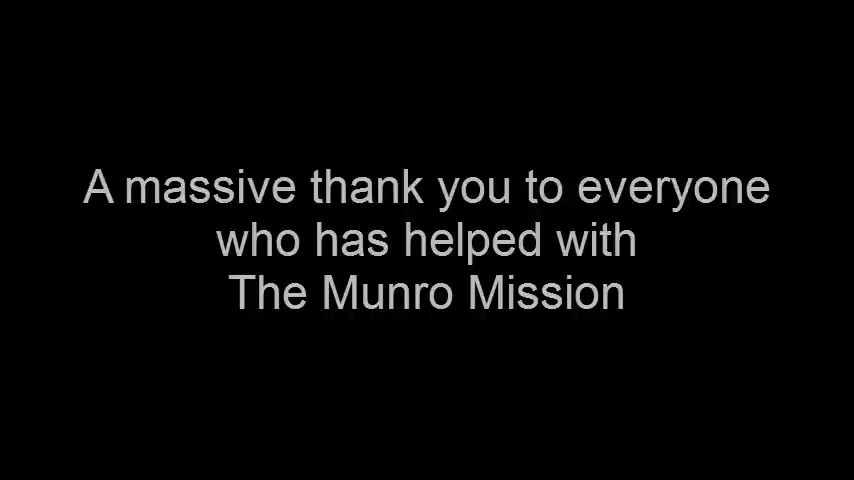 A massive thank you to everyone
who has helped with
The Munro Mission